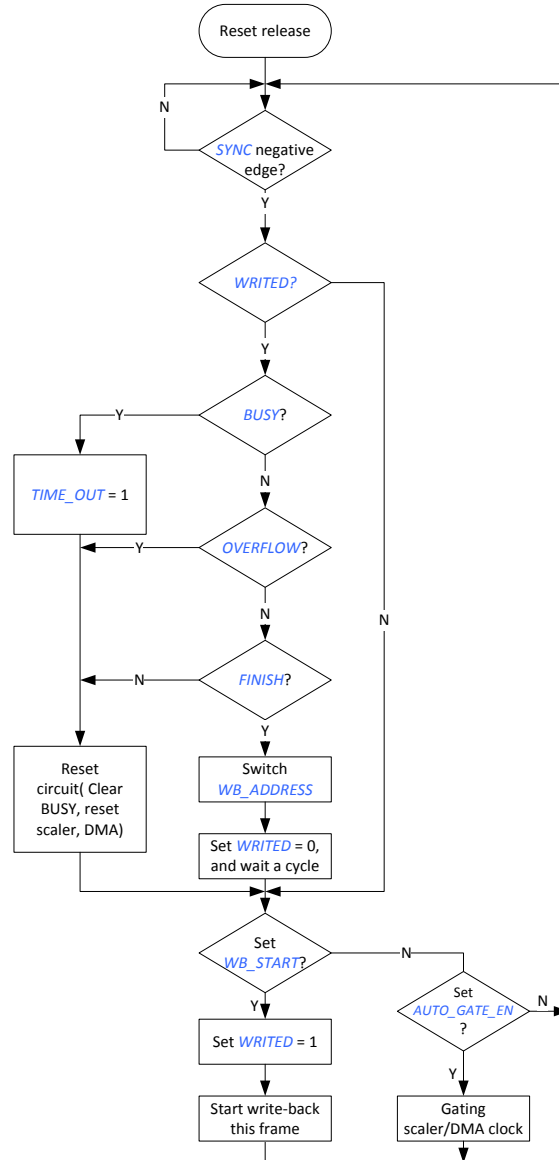 Reset release
N
SYNC negative
edge?
Y
WRITED?
Y
Y
BUSY?
N
TIME_OUT = 1
Y
OVERFLOW?
N
N
N
FINISH?
Y
Reset
circuit( Clear
BUSY, reset
scaler, DMA)
Switch
WB_ADDRESS
Set WRITED = 0,
and wait a cycle
Set
WB_START?
N
Y
Set
AUTO_GATE_EN
?
N
Set WRITED = 1
Y
Start write-back
this frame
Gating
scaler/DMA clock